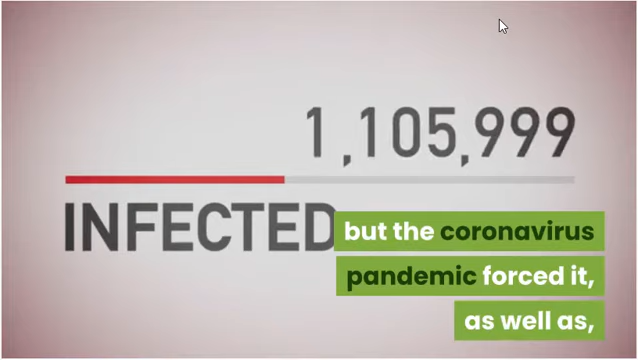 1,105,999
INFECTED
but the coronavirus
pandemic forced it,
as well as,